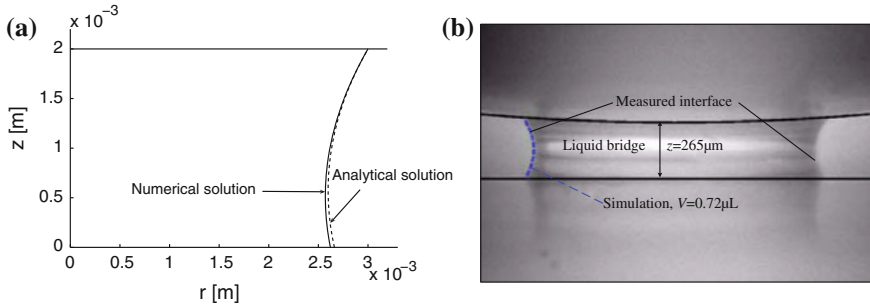 (a)
x 10⁻³
2
1.5
1
0.5
0
z [m]
Numerical solution
Analytical solution
0 0.5 1 1.5 2 2.5 3
x 10⁻³
r [m]
(b)
Measured interface
Liquid bridge
z=265μm
Simulation, V=0.72μL